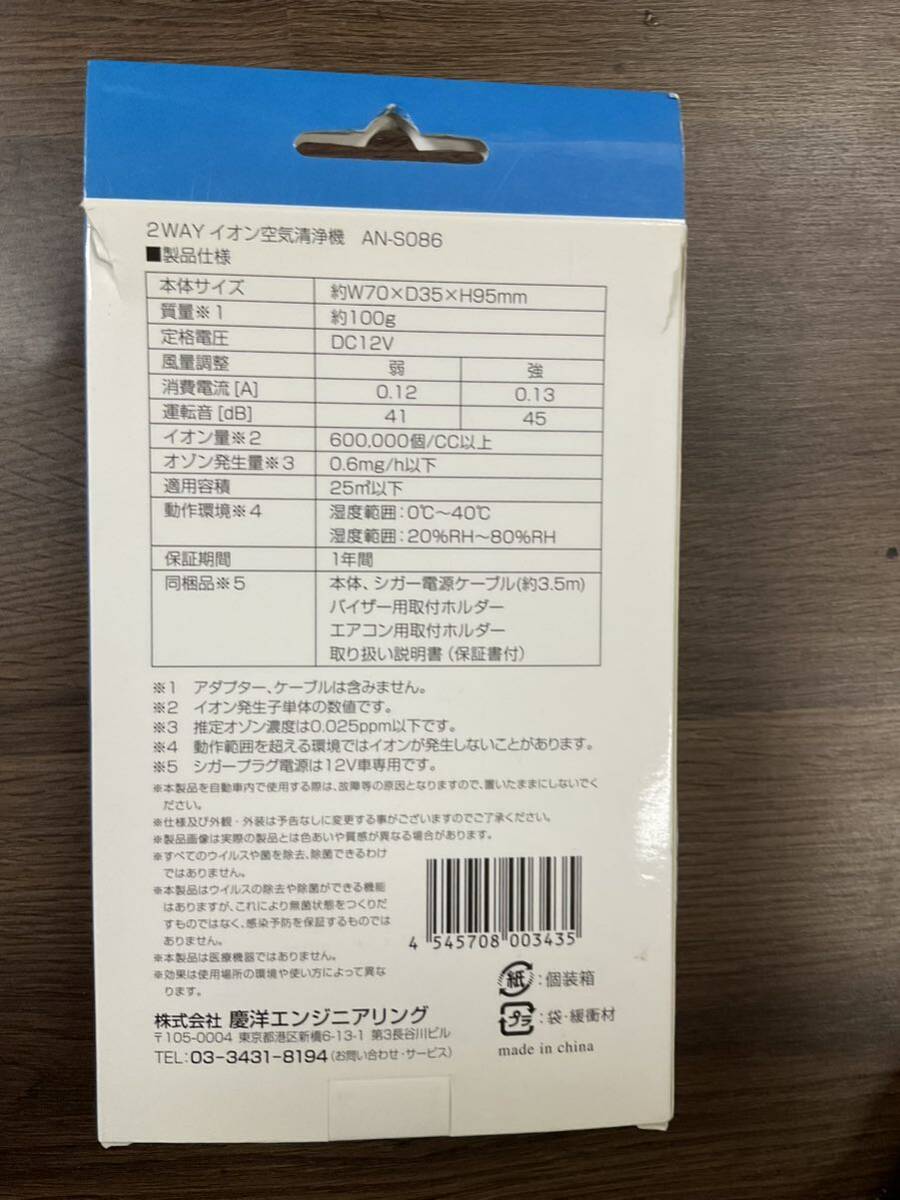 2WAY イオン空気清浄機 AN-S086
■製品仕様
本体サイズ 約W70×D35×H95mm
質量※1 約100g
定格電圧 DC12V
風量調整 弱 強
消費電流[A] 0.12 0.13
運転音[dB] 41 45
イオン量※2 600,000個/CC以上
オゾン発生量※3 0.6mg/h以下
適用容積 25㎥以下
動作環境※4 湿度範囲：0℃～40℃
湿度範囲：20%RH～80%RH
保証期間 1年間
同梱品※5 本体、シガー電源ケーブル(約3.5m)
バイザー用取付ホルダー
エアコン用取付ホルダー
取り扱い説明書（保証書付）
※1 アダプター、ケーブルは含みません。
※2 イオン発生子単体の数値です。
※3 推定オゾン濃度は0.025ppm以下です。
※4 動作範囲を超える環境ではイオンが発生しないことがあります。
※5 シガープラグ電源は12V車専用です。
※本製品を自動車内で使用する際は、故障等の原因となりますので、置いたままにしないでく
ださい。
※仕様及び外観・外装は予告なしに変更する事がございますのでご了承ください。
※製品画像は実際の製品とは色あいや質感が異なる場合があります。
※すべてのウイルスや菌を除去、除菌できるわけ
ではありません。
※本製品はウイルスの除去や除菌ができる機能
はありますが、これにより無菌状態をつくりだ
すものではなく、感染予防を保証するものでは
ありません。
※本製品は医療機器ではありません。
※効果は使用場所の環境や使い方によって異な
ります。
4 545708 003435
紙：個装箱
プラ：袋・緩衝材
made in china
株式会社 慶洋エンジニアリング
〒105-0004 東京都港区新橋6-13-1 第3長谷川ビル
TEL：03-3431-8194（お問い合わせ・サービス）